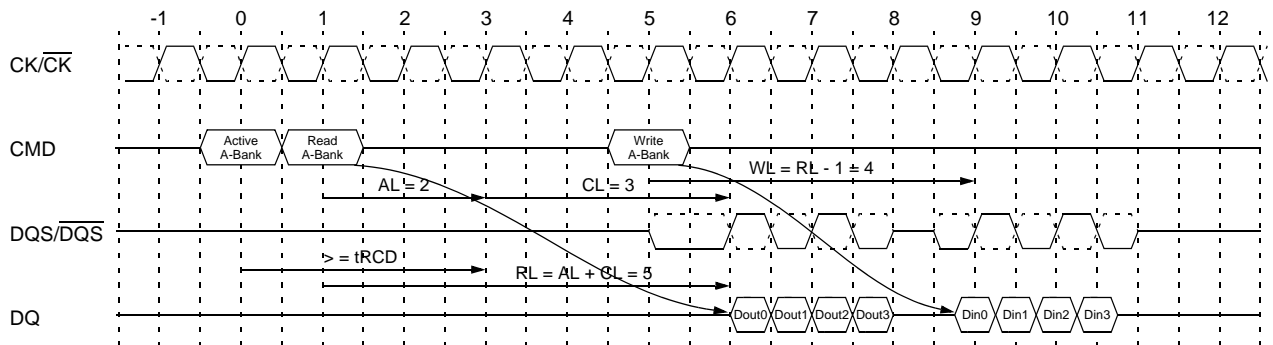 -1 0 1 2 3 4 5 6 7 8 9 10 11 12
CK/CK
CMD
Active
A-Bank
Read
A-Bank
Write
A-Bank
WL = RL - 1 = 4
AL = 2
CL = 3
DQS/DQS
> = tRCD
RL = AL + CL = 5
DQ
Dout0 Dout1 Dout2 Dout3
Din0 Din1 Din2 Din3